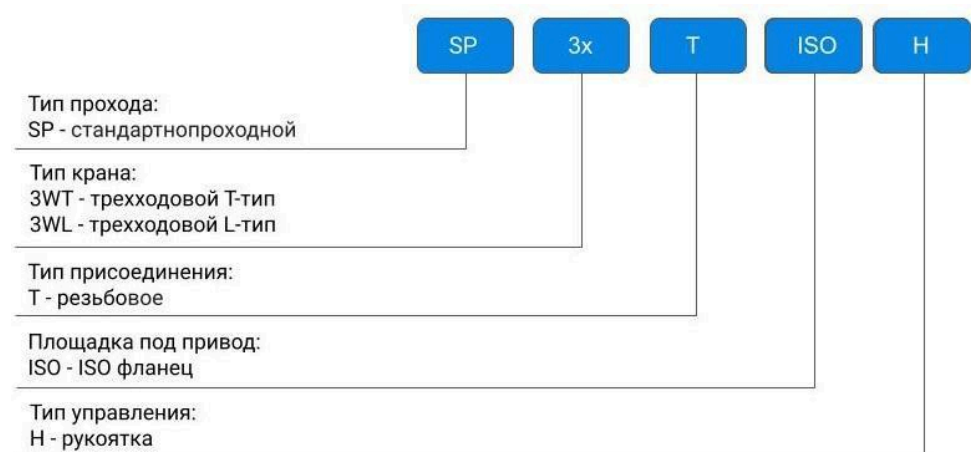 SP 3x T ISO H
Тип прохода:
SP - стандартнопроходной
Тип крана:
3WT - трехходовой Т-тип
3WL - трехходовой L-тип
Тип присоединения:
Т - резьбовое
Площадка под привод:
ISO - ISO фланец
Тип управления:
Н - рукоятка